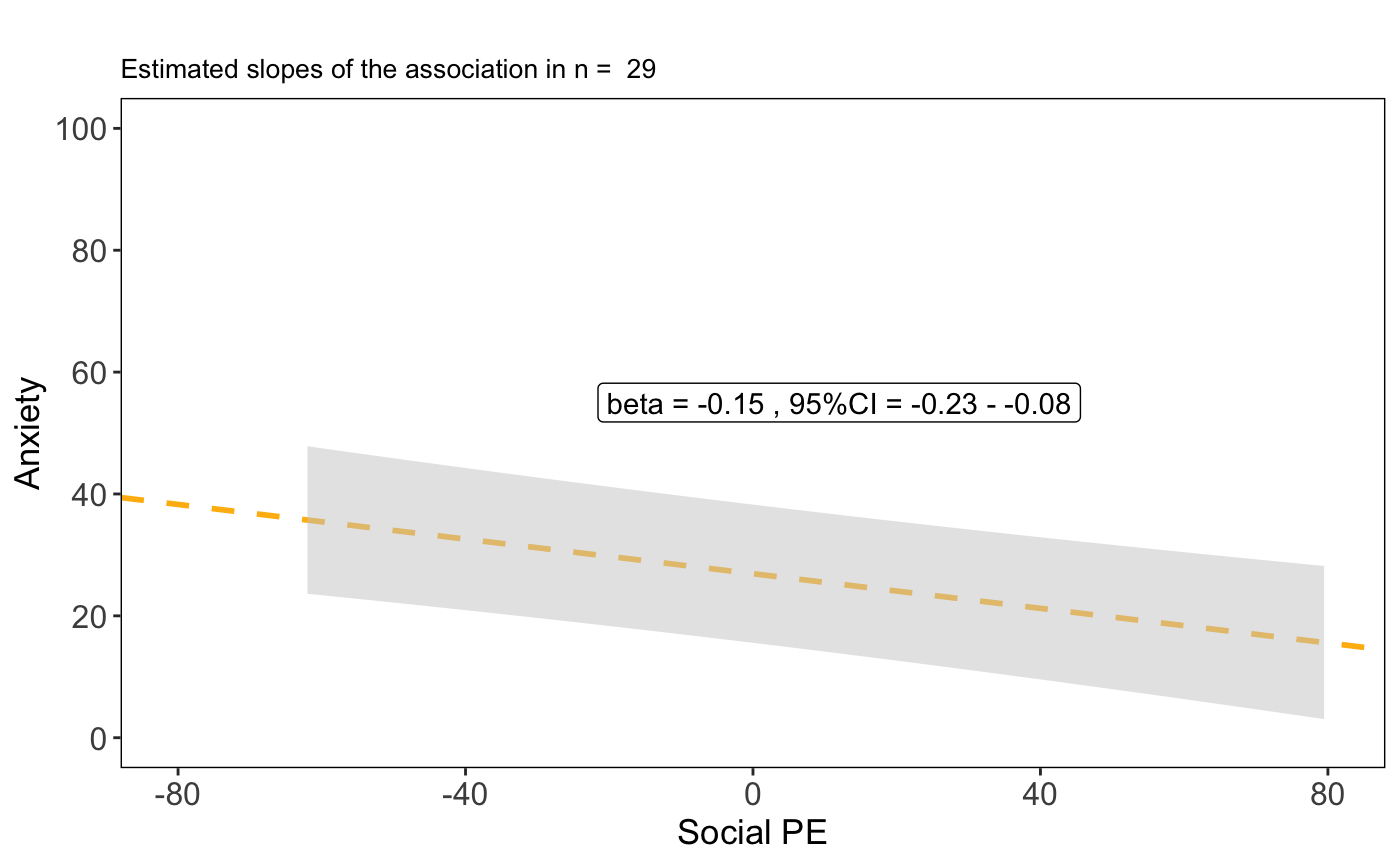 Estimated slopes of the association in n =  29
100
80
60
40
20
0
Anxiety
beta = -0.15 , 95%CI = -0.23 - -0.08
-80
-40
0
40
80
Social PE